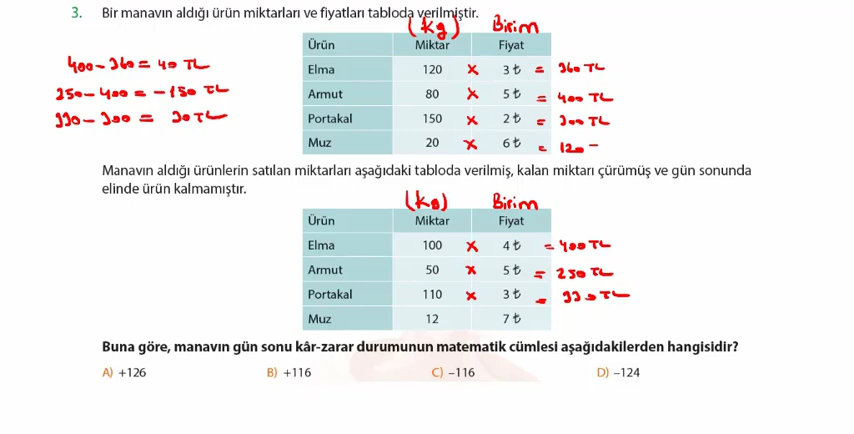 3. Bir manavın aldığı ürün miktarları ve fiyatları tabloda verilmiştir.
(kg) Birim
Ürün Miktar Fiyat
Elma 120 x 3 ₺ = 360 TL
Armut 80 x 5 ₺ = 400 TL
Portakal 150 x 2 ₺ = 300 TL
Muz 20 x 6 ₺ = 120 -
400 - 360 = 40 TL
250 - 400 = - 150 TL
330 - 300 = 30 TL
Manavın aldığı ürünlerin satılan miktarları aşağıdaki tabloda verilmiş, kalan miktarı çürümüş ve gün sonunda
elinde ürün kalmamıştır.
(kg) Birim
Ürün Miktar Fiyat
Elma 100 x 4 ₺ = 400 TL
Armut 50 x 5 ₺ = 250 TL
Portakal 110 x 3 ₺ = 330 TL
Muz 12 7 ₺
Buna göre, manavın gün sonu kâr-zarar durumunun matematik cümlesi aşağıdakilerden hangisidir?
A) +126 B) +116 C) –116 D) –124